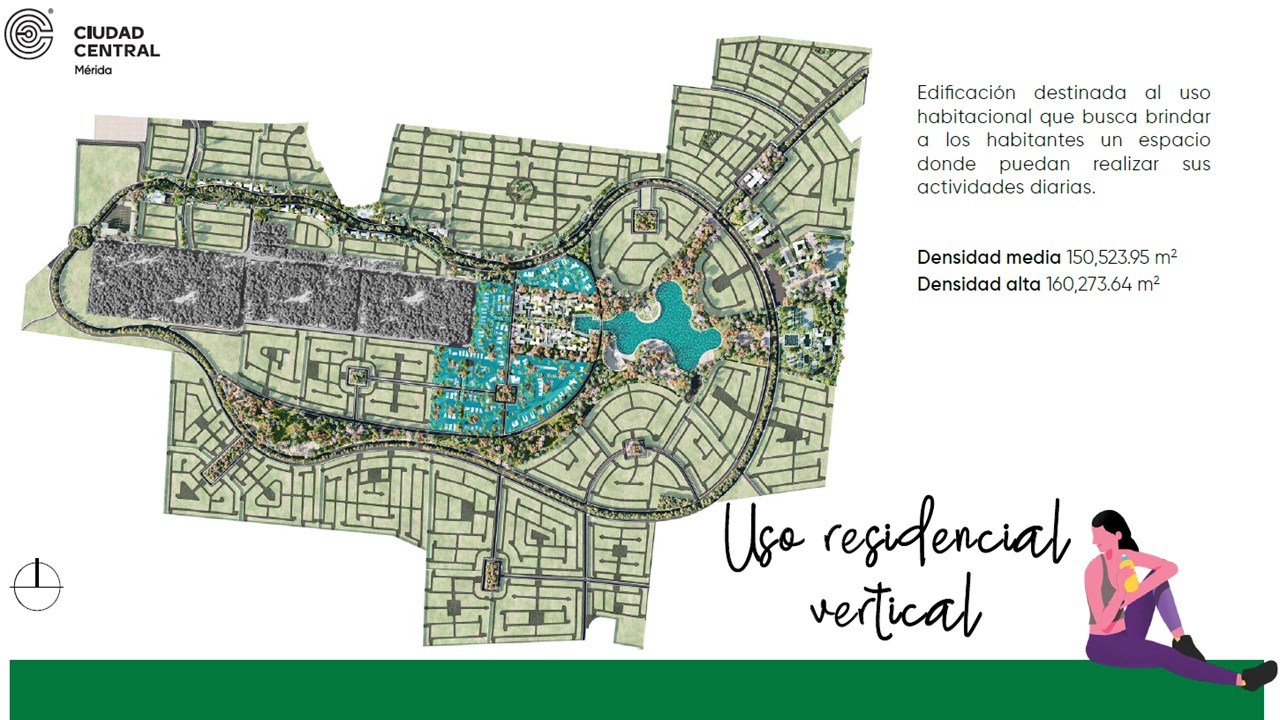 CIUDAD
CENTRAL
Mérida
Edificación destinada al uso
habitacional que busca brindar
a los habitantes un espacio
donde puedan realizar sus
actividades diarias.
Densidad media 150,523.95 m²
Densidad alta 160,273.64 m²
Uso residencial
vertical